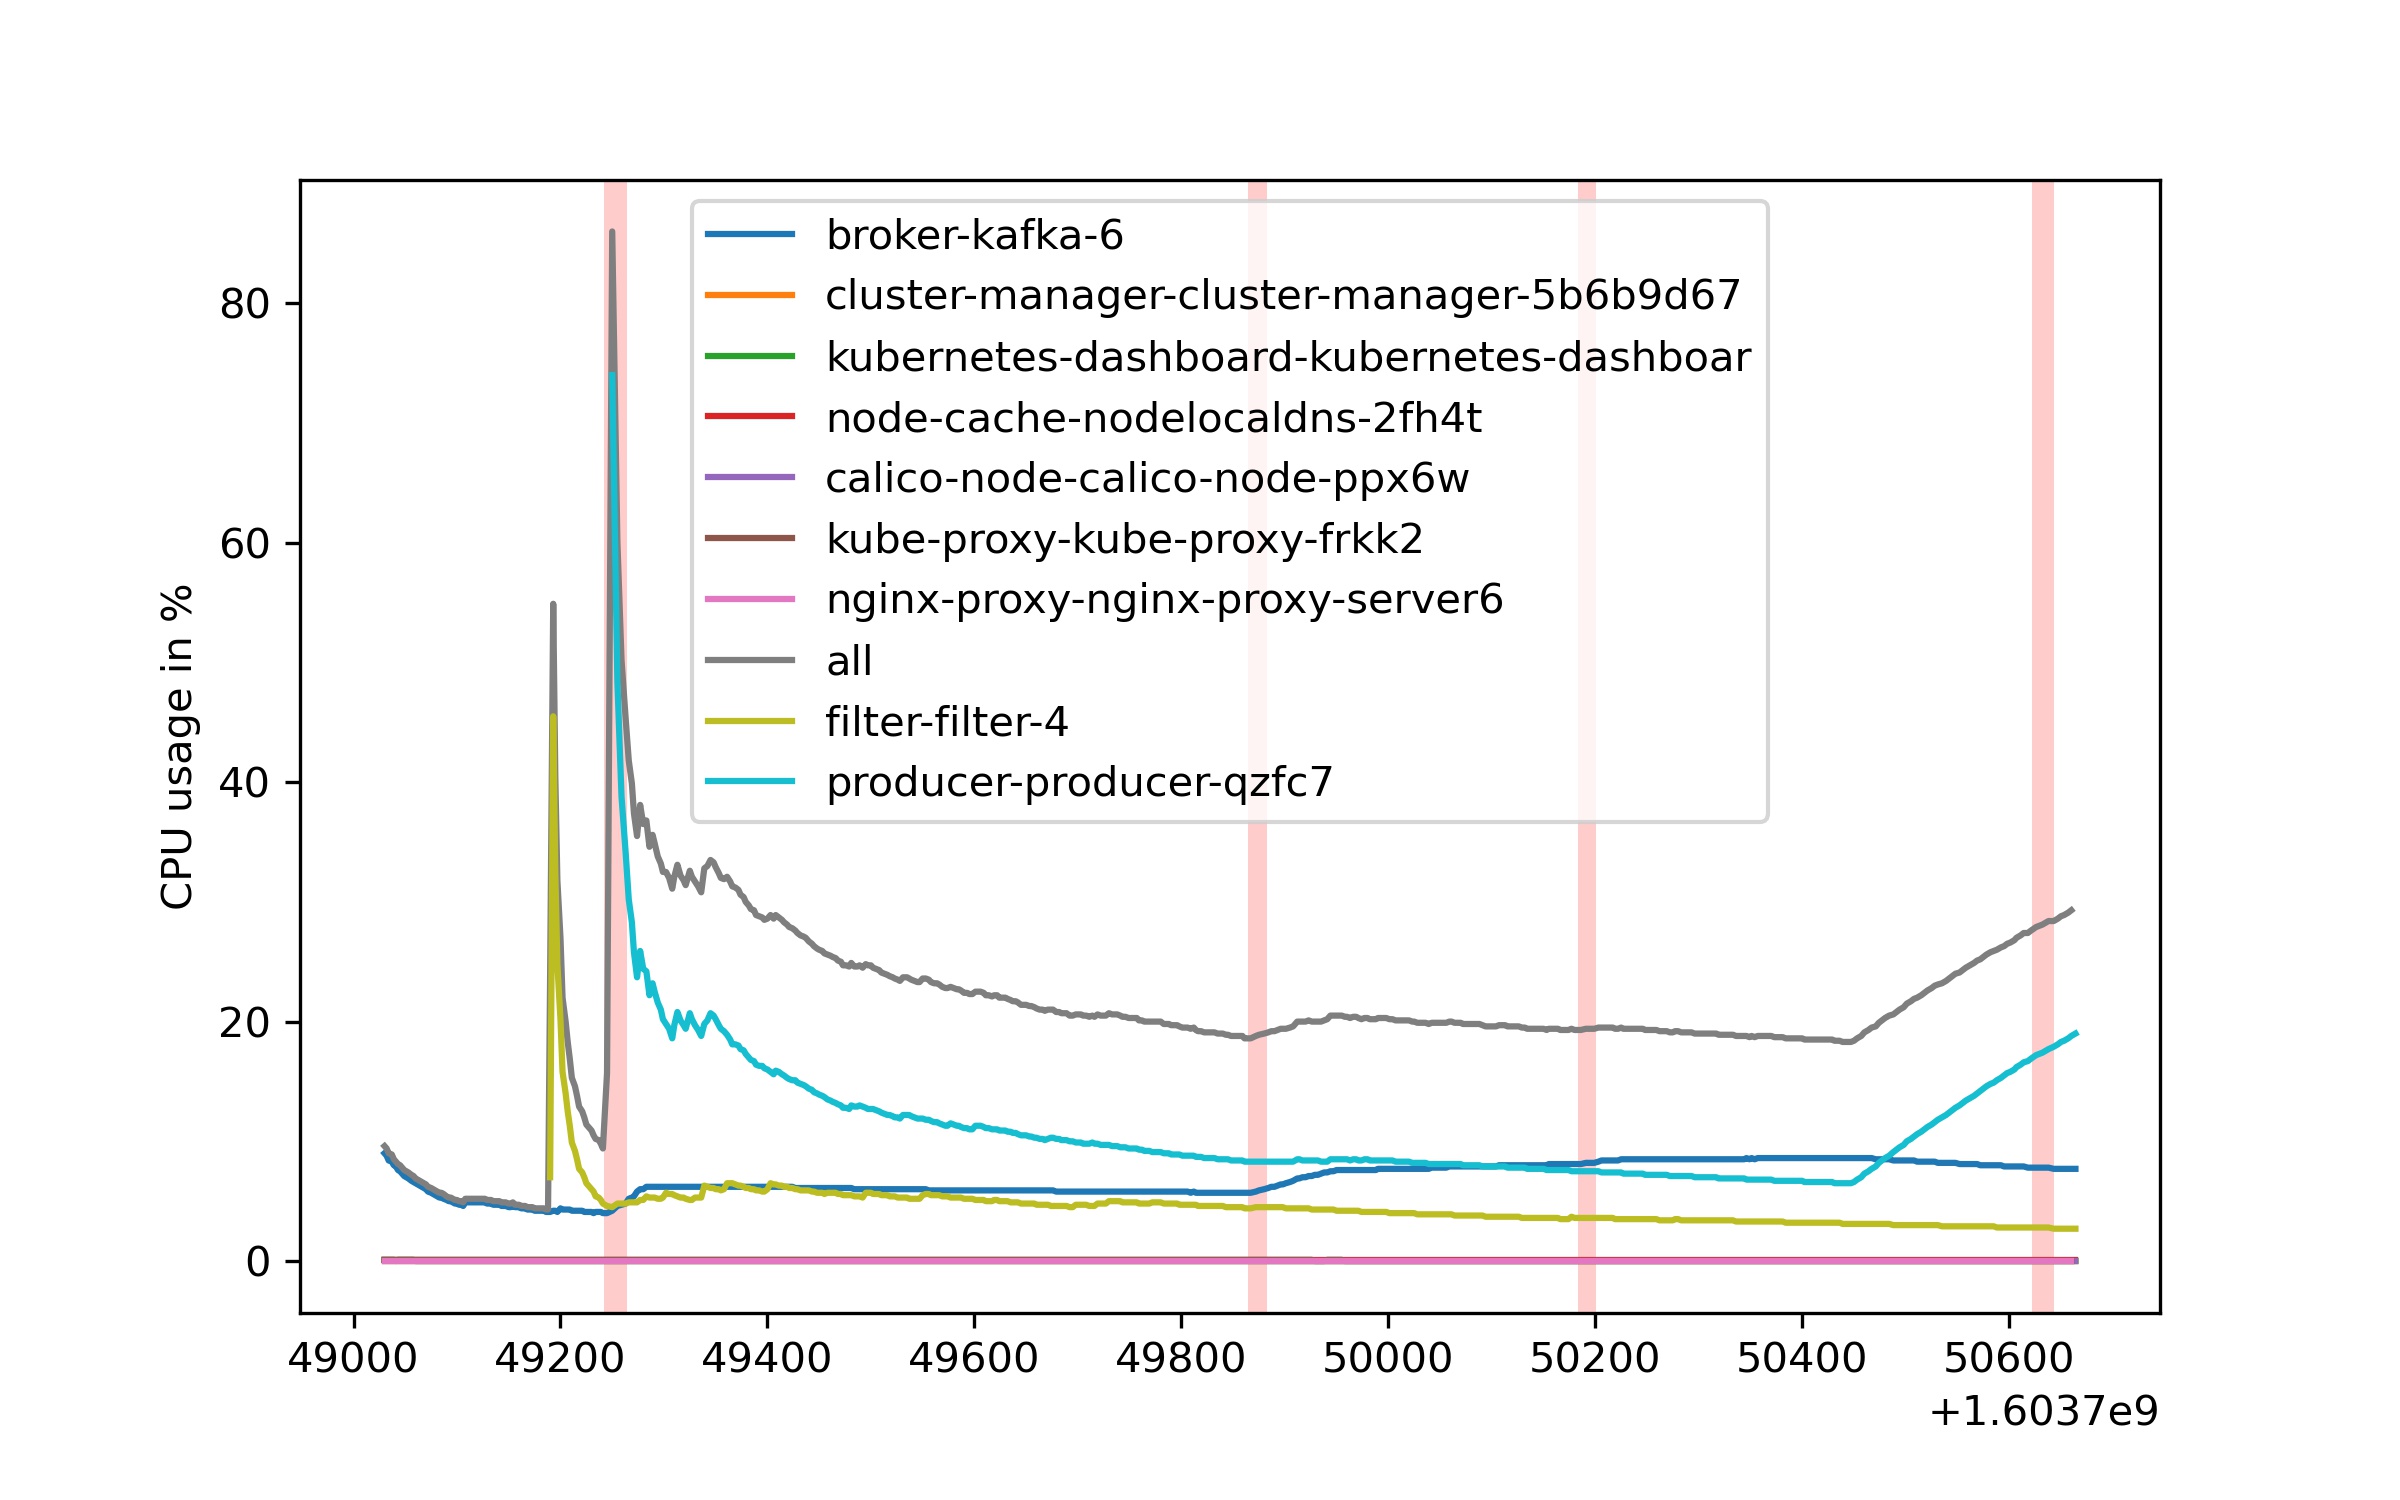 broker-kafka-6
cluster-manager-cluster-manager-5b6b9d67
kubernetes-dashboard-kubernetes-dashboar
node-cache-nodelocaldns-2fh4t
calico-node-calico-node-ppx6w
kube-proxy-kube-proxy-frkk2
nginx-proxy-nginx-proxy-server6
all
filter-filter-4
producer-producer-qzfc7
CPU usage in %
80
60
40
20
0
49000 49200 49400 49600 49800 50000 50200 50400 50600
+1.6037e9